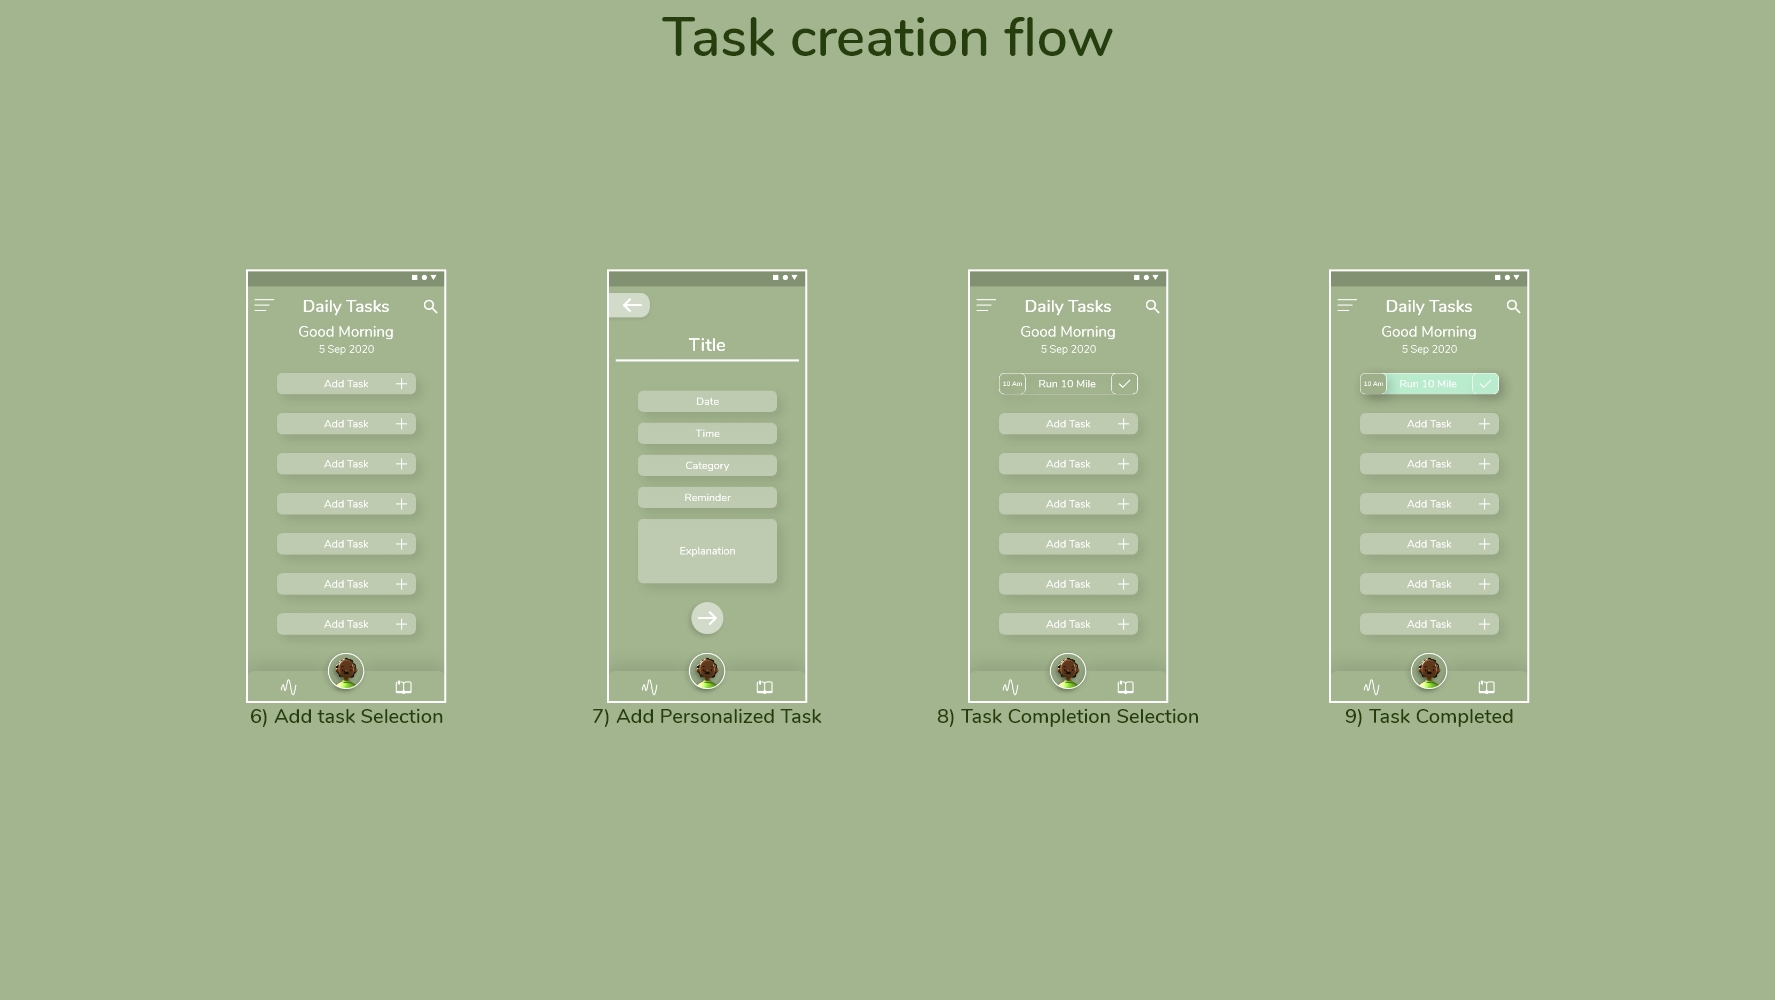 Task creation flow
Daily Tasks
Good Morning
5 Sep 2020
Add Task
Add Task
Add Task
Add Task
Add Task
Add Task
Add Task
6) Add task Selection
Title
Date
Time
Category
Reminder
Explanation
7) Add Personalized Task
Daily Tasks
Good Morning
5 Sep 2020
10 Am Run 10 Mile
Add Task
Add Task
Add Task
Add Task
Add Task
Add Task
8) Task Completion Selection
Daily Tasks
Good Morning
5 Sep 2020
10 Am Run 10 Mile
Add Task
Add Task
Add Task
Add Task
Add Task
Add Task
9) Task Completed